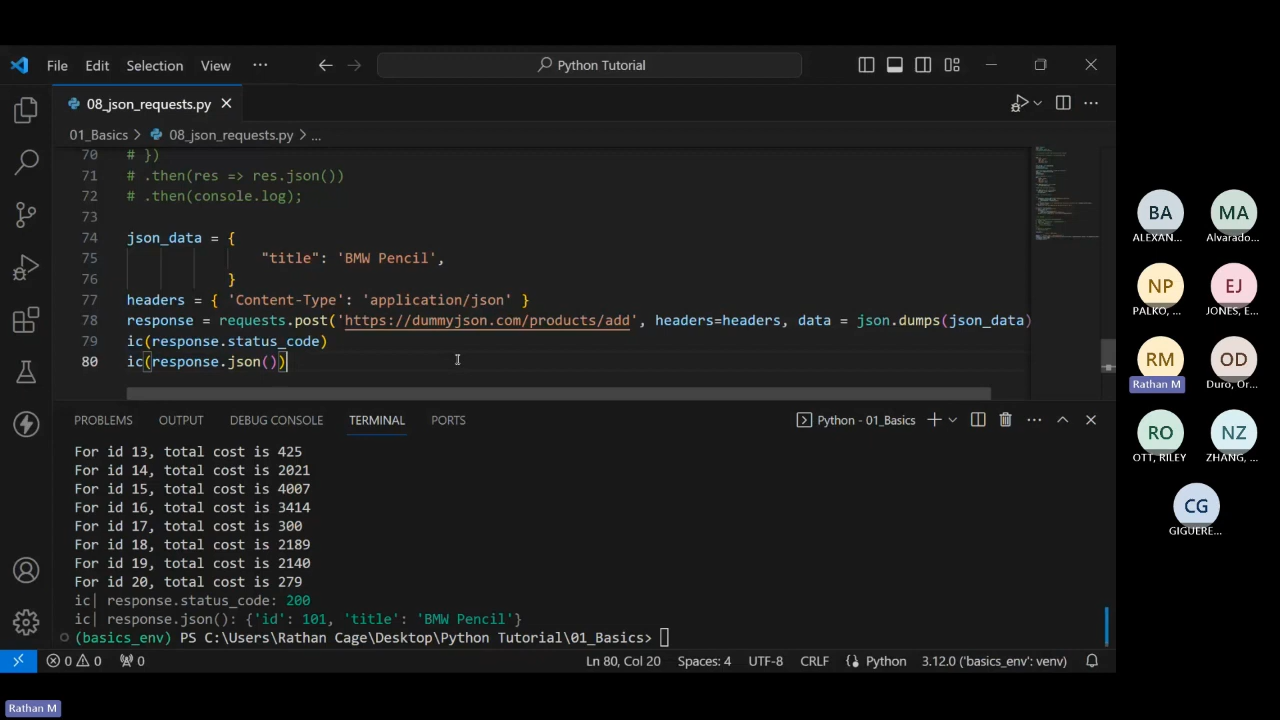 File Edit Selection View ··· Python Tutorial
08_json_requests.py
01_Basics > 08_json_requests.py > ...
70 # })
71 # .then(res => res.json())
72 # .then(console.log);
73
74 json_data = {
75 "title": 'BMW Pencil',
76 }
77 headers = { 'Content-Type': 'application/json' }
78 response = requests.post('https://dummyjson.com/products/add', headers=headers, data = json.dumps(json_data)
79 ic(response.status_code)
80 ic(response.json())
PROBLEMS OUTPUT DEBUG CONSOLE TERMINAL PORTS Python - 01_Basics
For id 13, total cost is 425
For id 14, total cost is 2021
For id 15, total cost is 4007
For id 16, total cost is 3414
For id 17, total cost is 300
For id 18, total cost is 2189
For id 19, total cost is 2140
For id 20, total cost is 279
ic| response.status_code: 200
ic| response.json(): {'id': 101, 'title': 'BMW Pencil'}
(basics_env) PS C:\Users\Rathan Cage\Desktop\Python Tutorial\01_Basics>
0 0 0 Ln 80, Col 20 Spaces: 4 UTF-8 CRLF Python 3.12.0 ('basics_env': venv)
BA MA
ALEXAN... Alvarado...
NP EJ
PALKO, ... JONES, E...
RM OD
Rathan M Duro, Or...
RO NZ
OTT, RILEY ZHANG, ...
CG
GIGUERE...
Rathan M